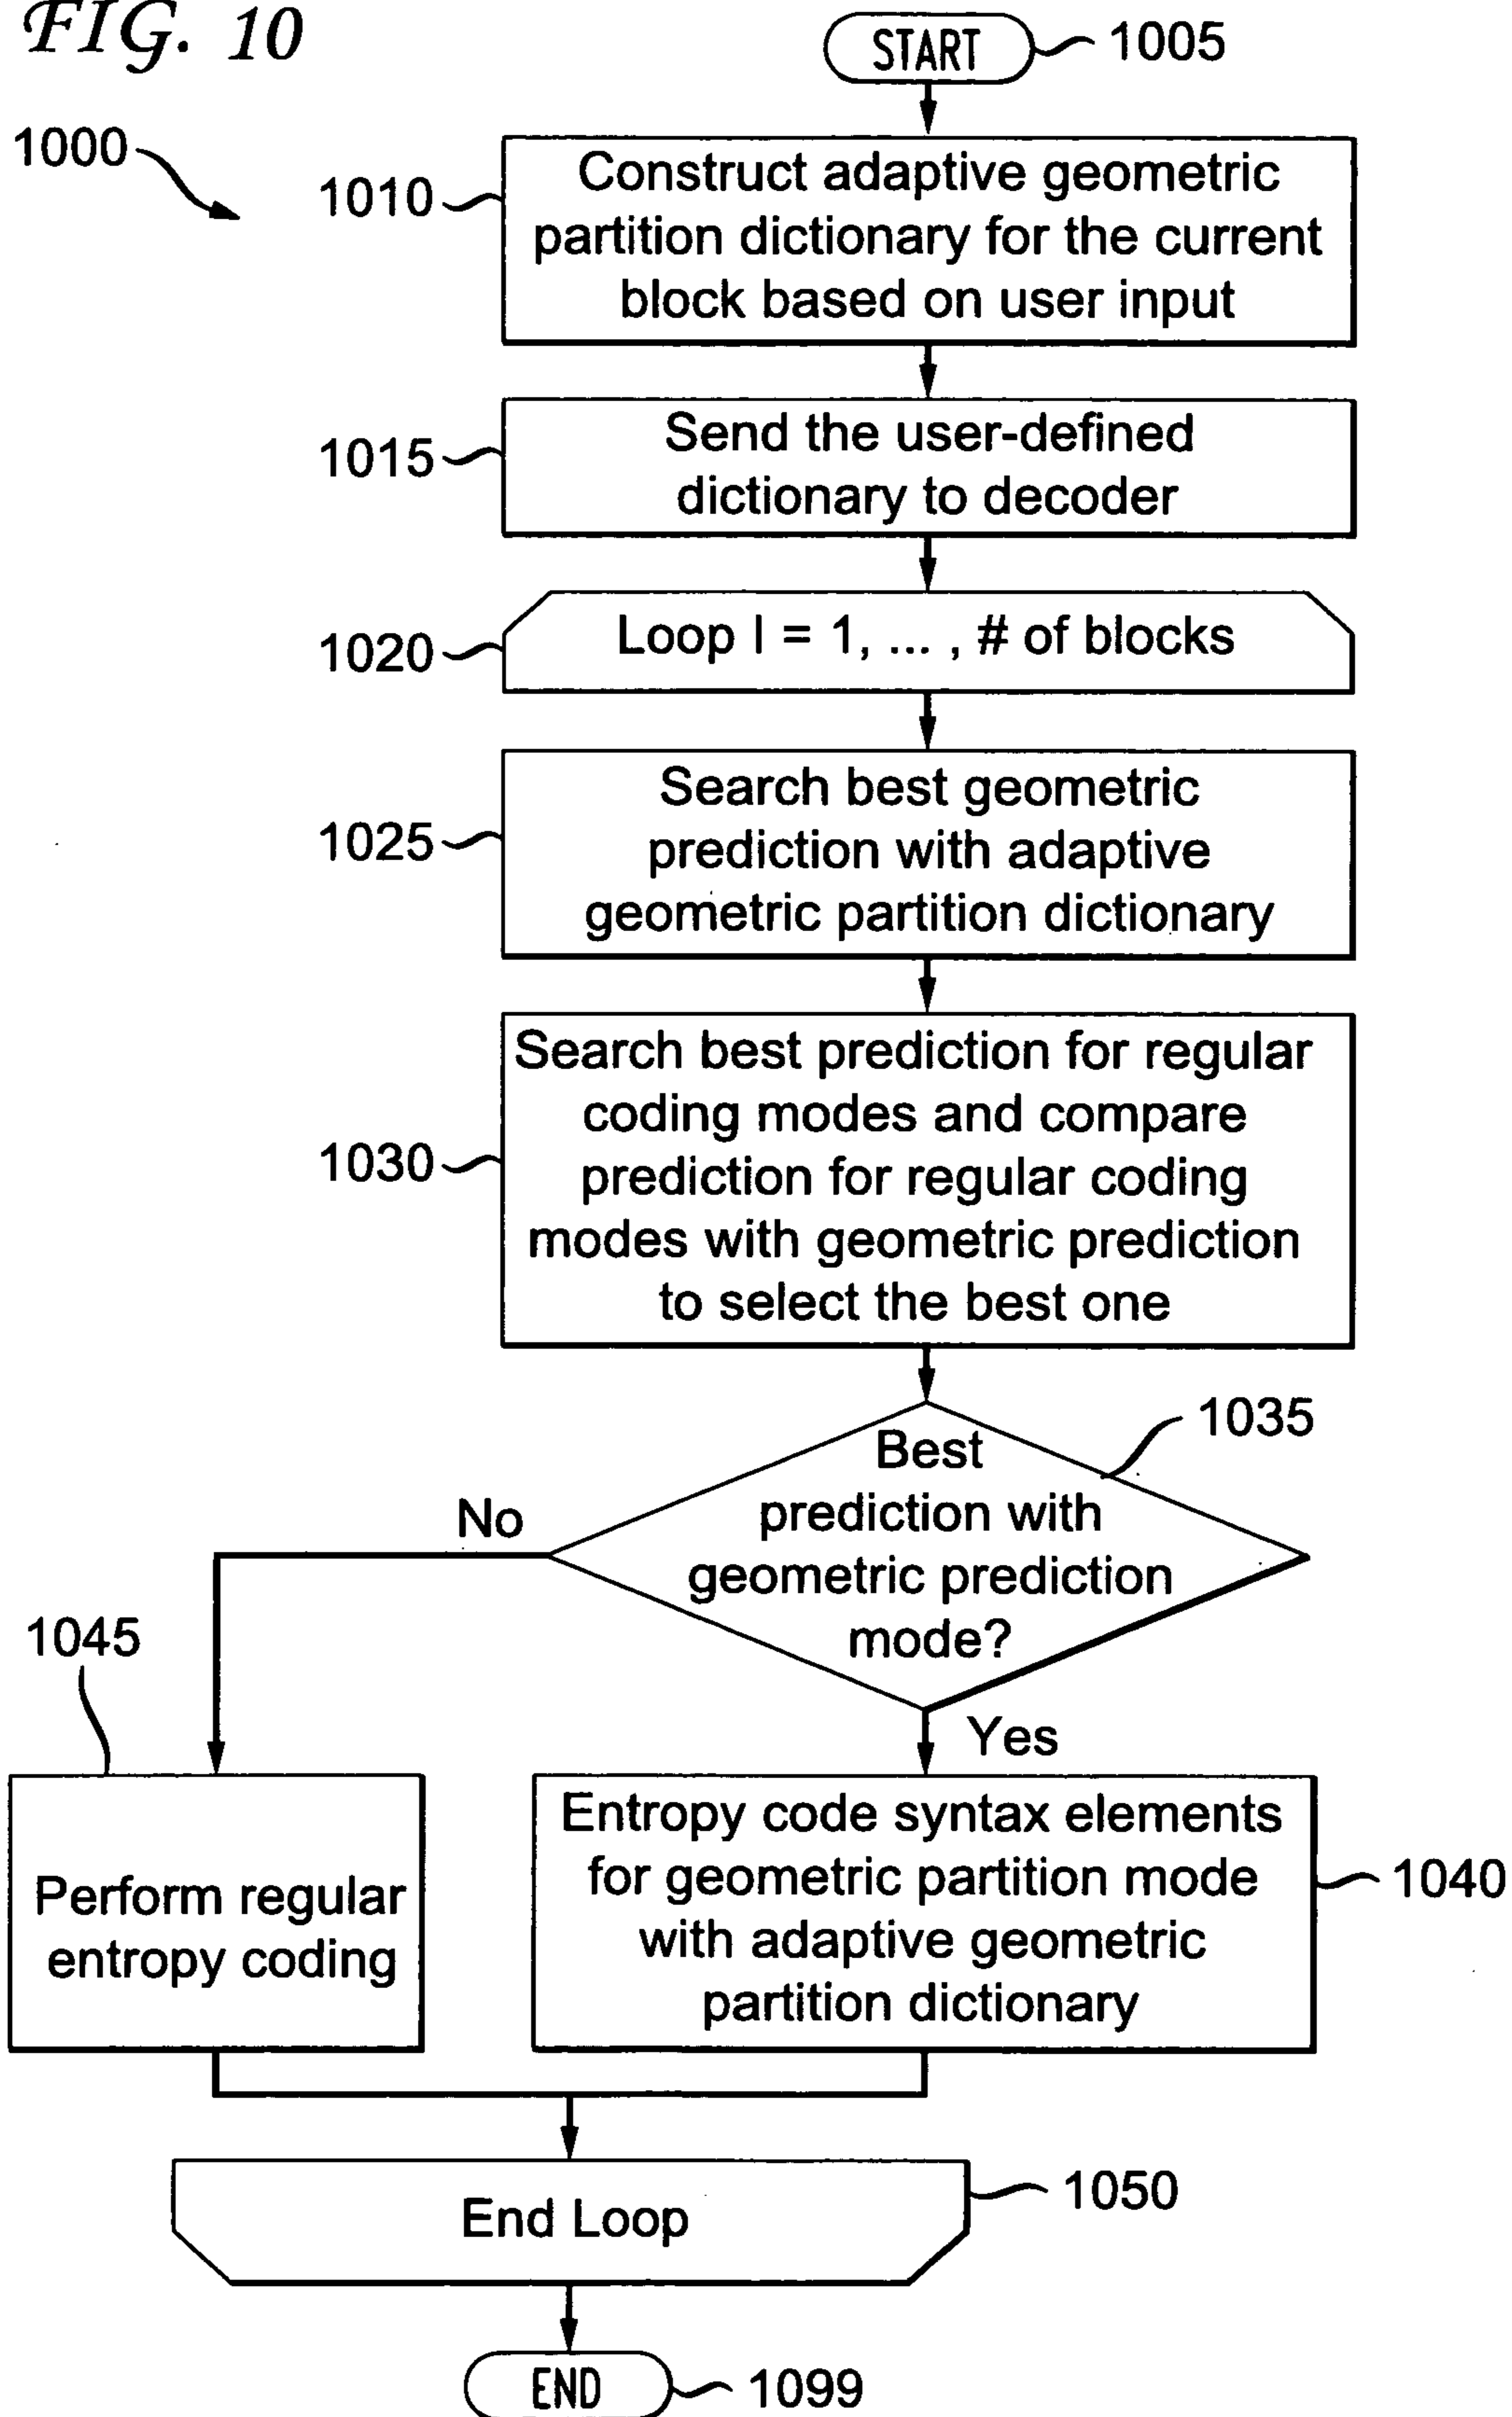 FIG. 10
START
1005
1000
1010
Construct adaptive geometric
partition dictionary for the current
block based on user input
1015
Send the user-defined
dictionary to decoder
1020
Loop I = 1, ... , # of blocks
1025
Search best geometric
prediction with adaptive
geometric partition dictionary
1030
Search best prediction for regular
coding modes and compare
prediction for regular coding
modes with geometric prediction
to select the best one
1035
Best
prediction with
geometric prediction
mode?
No
Yes
1045
Perform regular
entropy coding
Entropy code syntax elements
for geometric partition mode
with adaptive geometric
partition dictionary
1040
End Loop
1050
END
1099